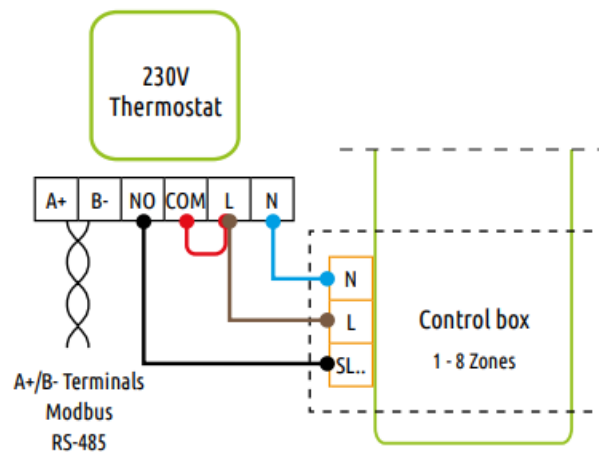 230V
Thermostat
A+ B- NO COM L N
N
L
SL..
Control box
1 - 8 Zones
A+/B- Terminals
Modbus
RS-485